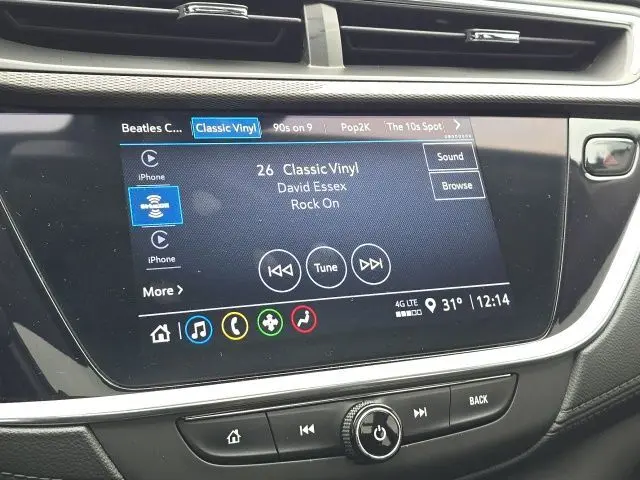 Beatles C...
Classic Vinyl
90s on 9
Pop2K
The 10s Spot
iPhone
SiriusXM
iPhone
More
26 Classic Vinyl
David Essex
Rock On
Sound
Browse
Tune
4G LTE
31°
12:14
BACK